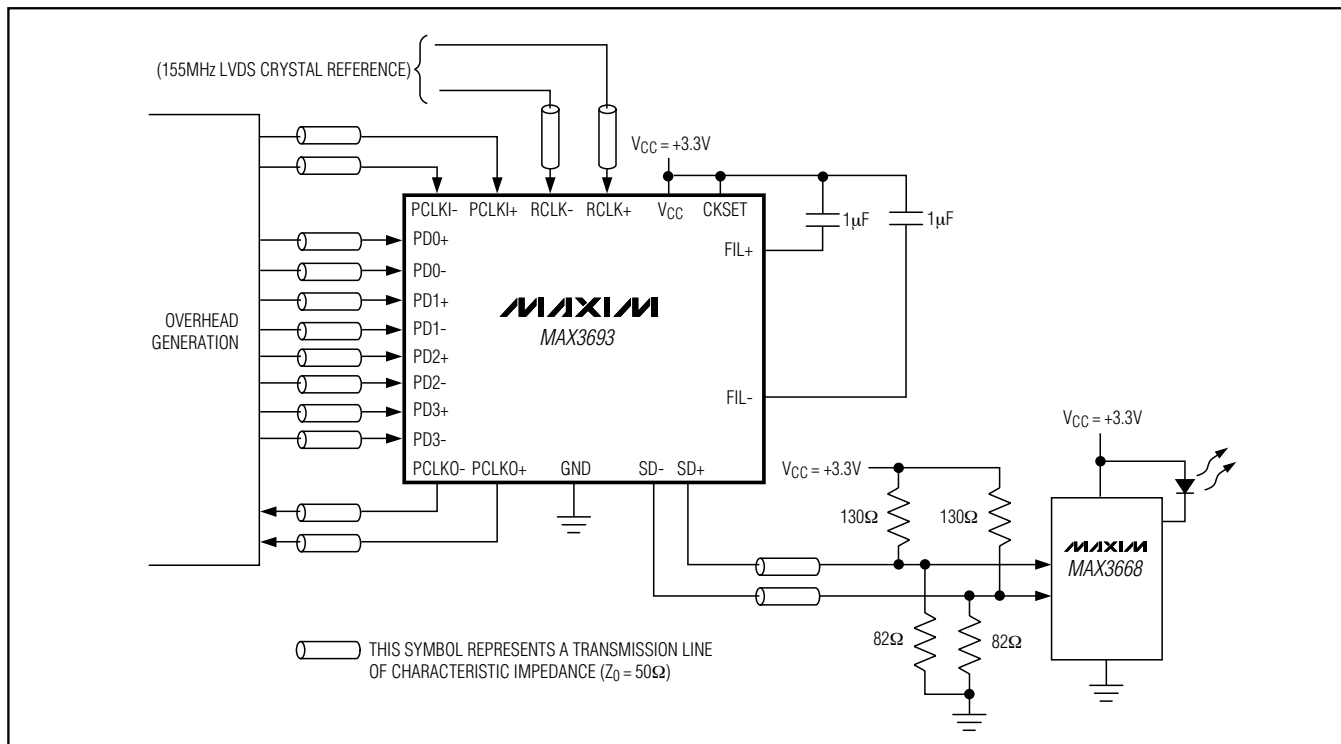 (155MHz LVDS CRYSTAL REFERENCE)
VCC = +3.3V
PCLKI- PCLKI+ RCLK- RCLK+ VCC CKSET
1µF
1µF
PD0+
FIL+
PD0-
PD1+
OVERHEAD
GENERATION
MAXIM
MAX3693
PD1-
PD2+
PD2-
FIL-
PD3+
PD3-
VCC = +3.3V
PCLKO- PCLKO+ GND SD- SD+
VCC = +3.3V
130Ω
130Ω
MAXIM
MAX3668
82Ω
82Ω
THIS SYMBOL REPRESENTS A TRANSMISSION LINE
OF CHARACTERISTIC IMPEDANCE (Z0 = 50Ω)